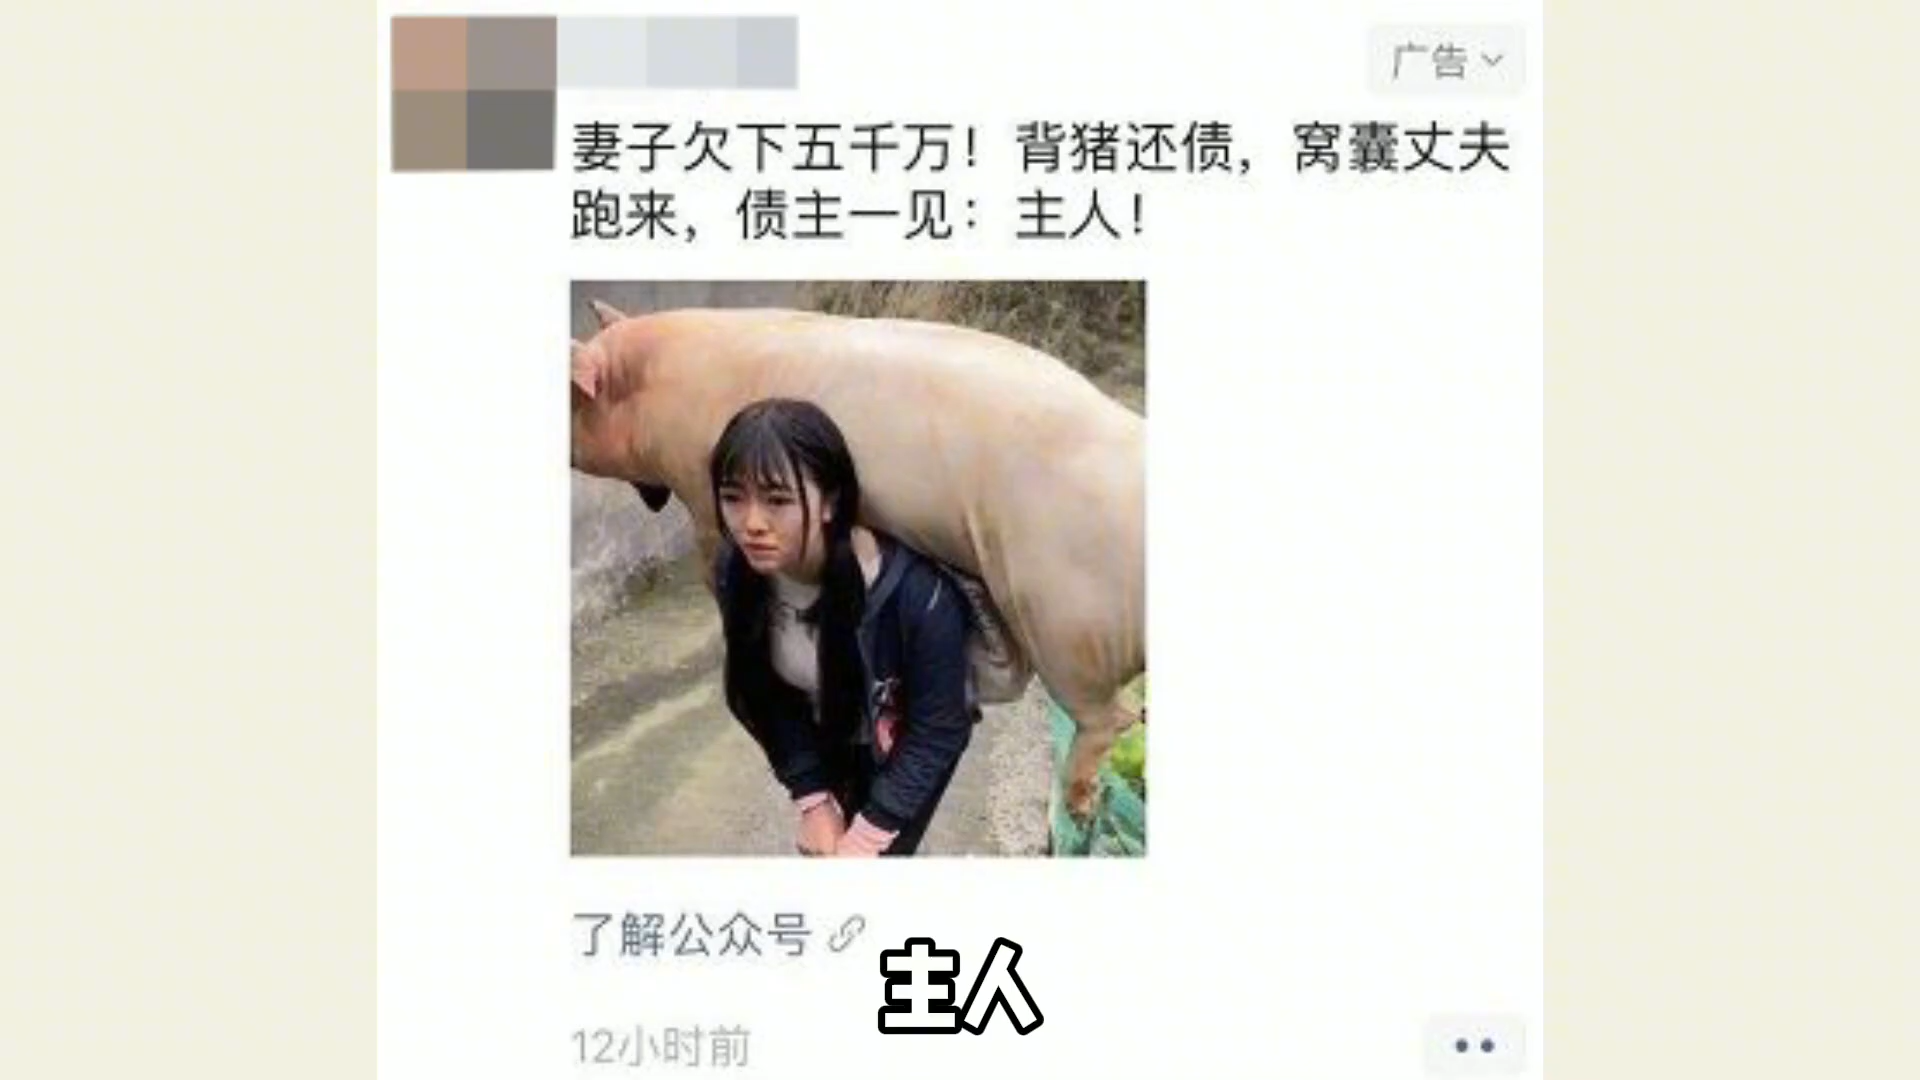 广告
妻子欠下五千万！背猪还债，窝囊丈夫
跑来，债主一见：主人！
了解公众号
主人
12小时前